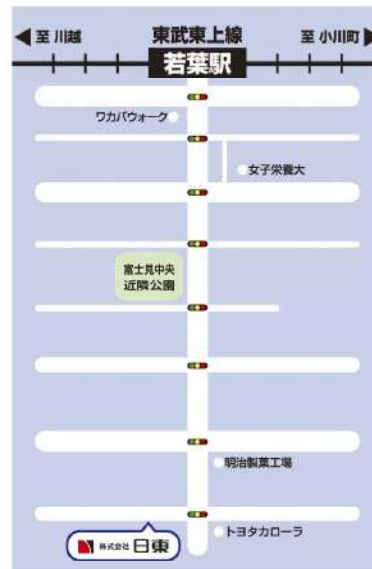 至 川越
東武東上線
至 小川町
若葉駅
ワカバウォーク
女子栄養大
富士見中央
近隣公園
明治製菓工場
トヨタカローラ
株式会社 日東